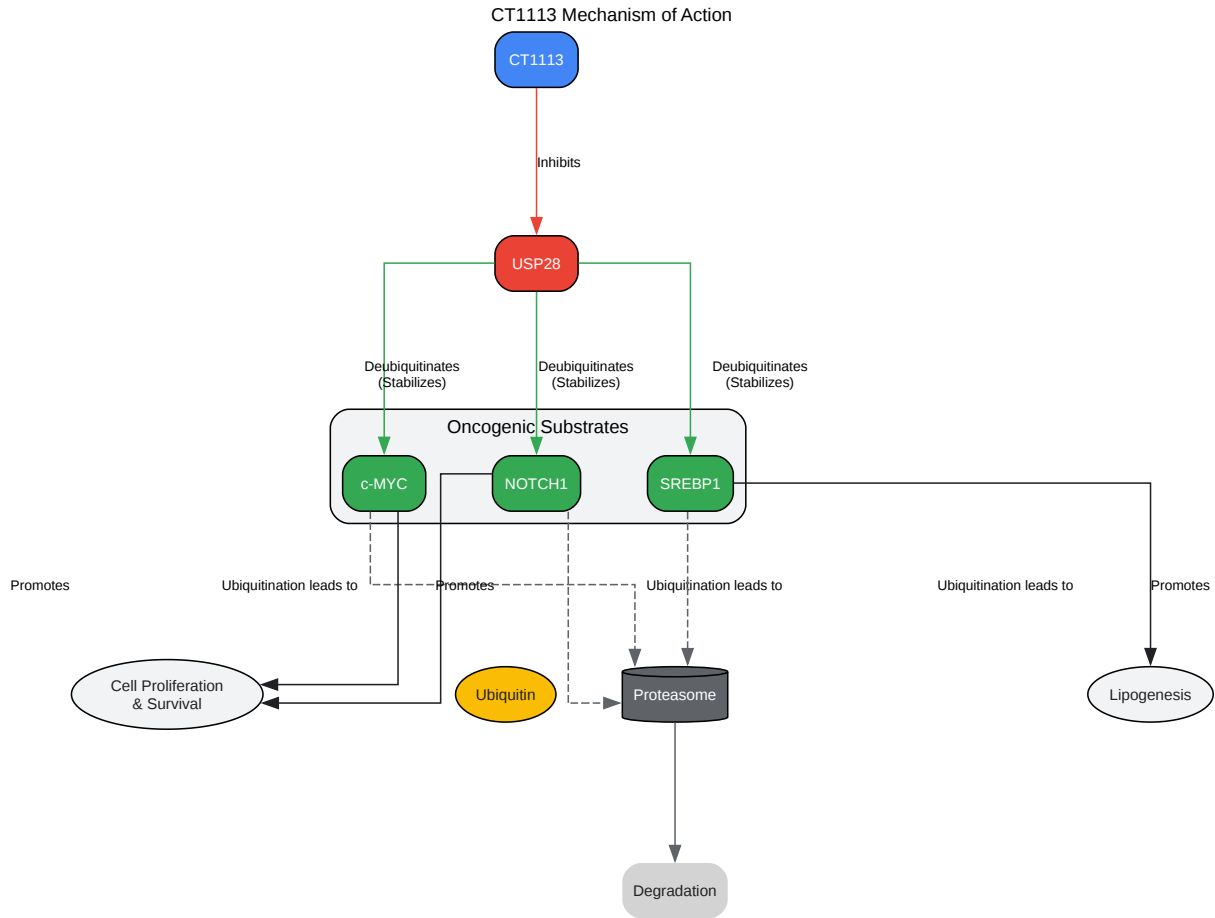 CT1113 Mechanism of Action
CT1113
Inhibits
USP28
Deubiquitinates
(Stabilizes)
Deubiquitinates
(Stabilizes)
Deubiquitinates
(Stabilizes)
Oncogenic Substrates
c-MYC
NOTCH1
SREBP1
Promotes
Ubiquitination leads to
Promotes
Ubiquitination leads to
Ubiquitination leads to
Promotes
Cell Proliferation
& Survival
Ubiquitin
Proteasome
Lipogenesis
Degradation